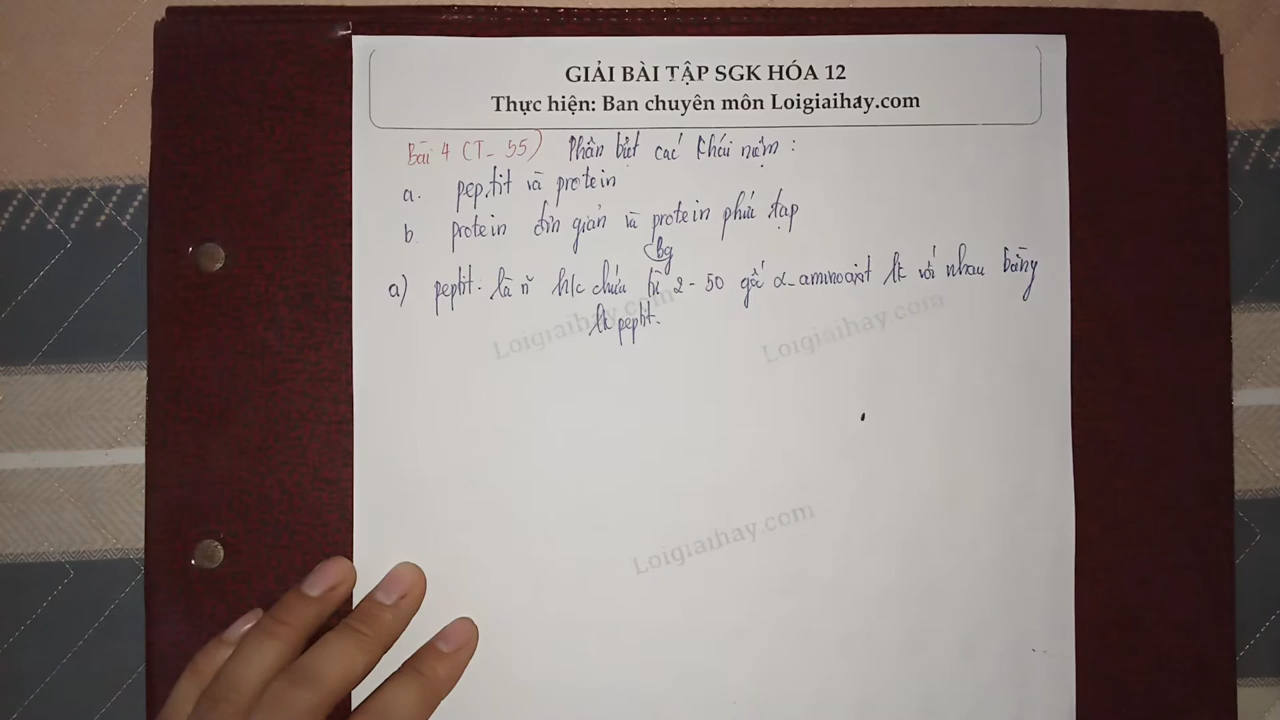 GIẢI BÀI TẬP SGK HÓA 12
Thực hiện: Ban chuyên môn Loigiaihay.com
Bài 4 (T-55) Phân biệt các khái niệm :
a. peptit và protein
b. protein đơn giản và protein phức tạp
bg
a) peptit. là n~ h/c chứa từ 2 - 50 gốc α-aminoaxit lk với nhau bằng
lk peptit.
Loigiaihay.com
Loigiaihay.com
Loigiaihay.com